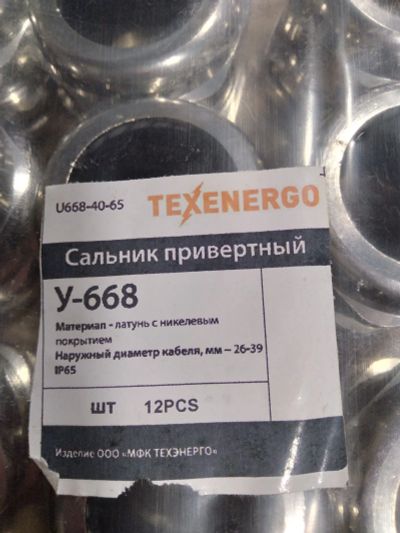 U668-40-65 TEXENERGO
Сальник привертный
У-668
Материал - латунь с никелевым
покрытием
Наружный диаметр кабеля, мм – 26-39
IP65
шт 12PCS
Изделие ООО «МФК ТЕХЭНЕРГО»